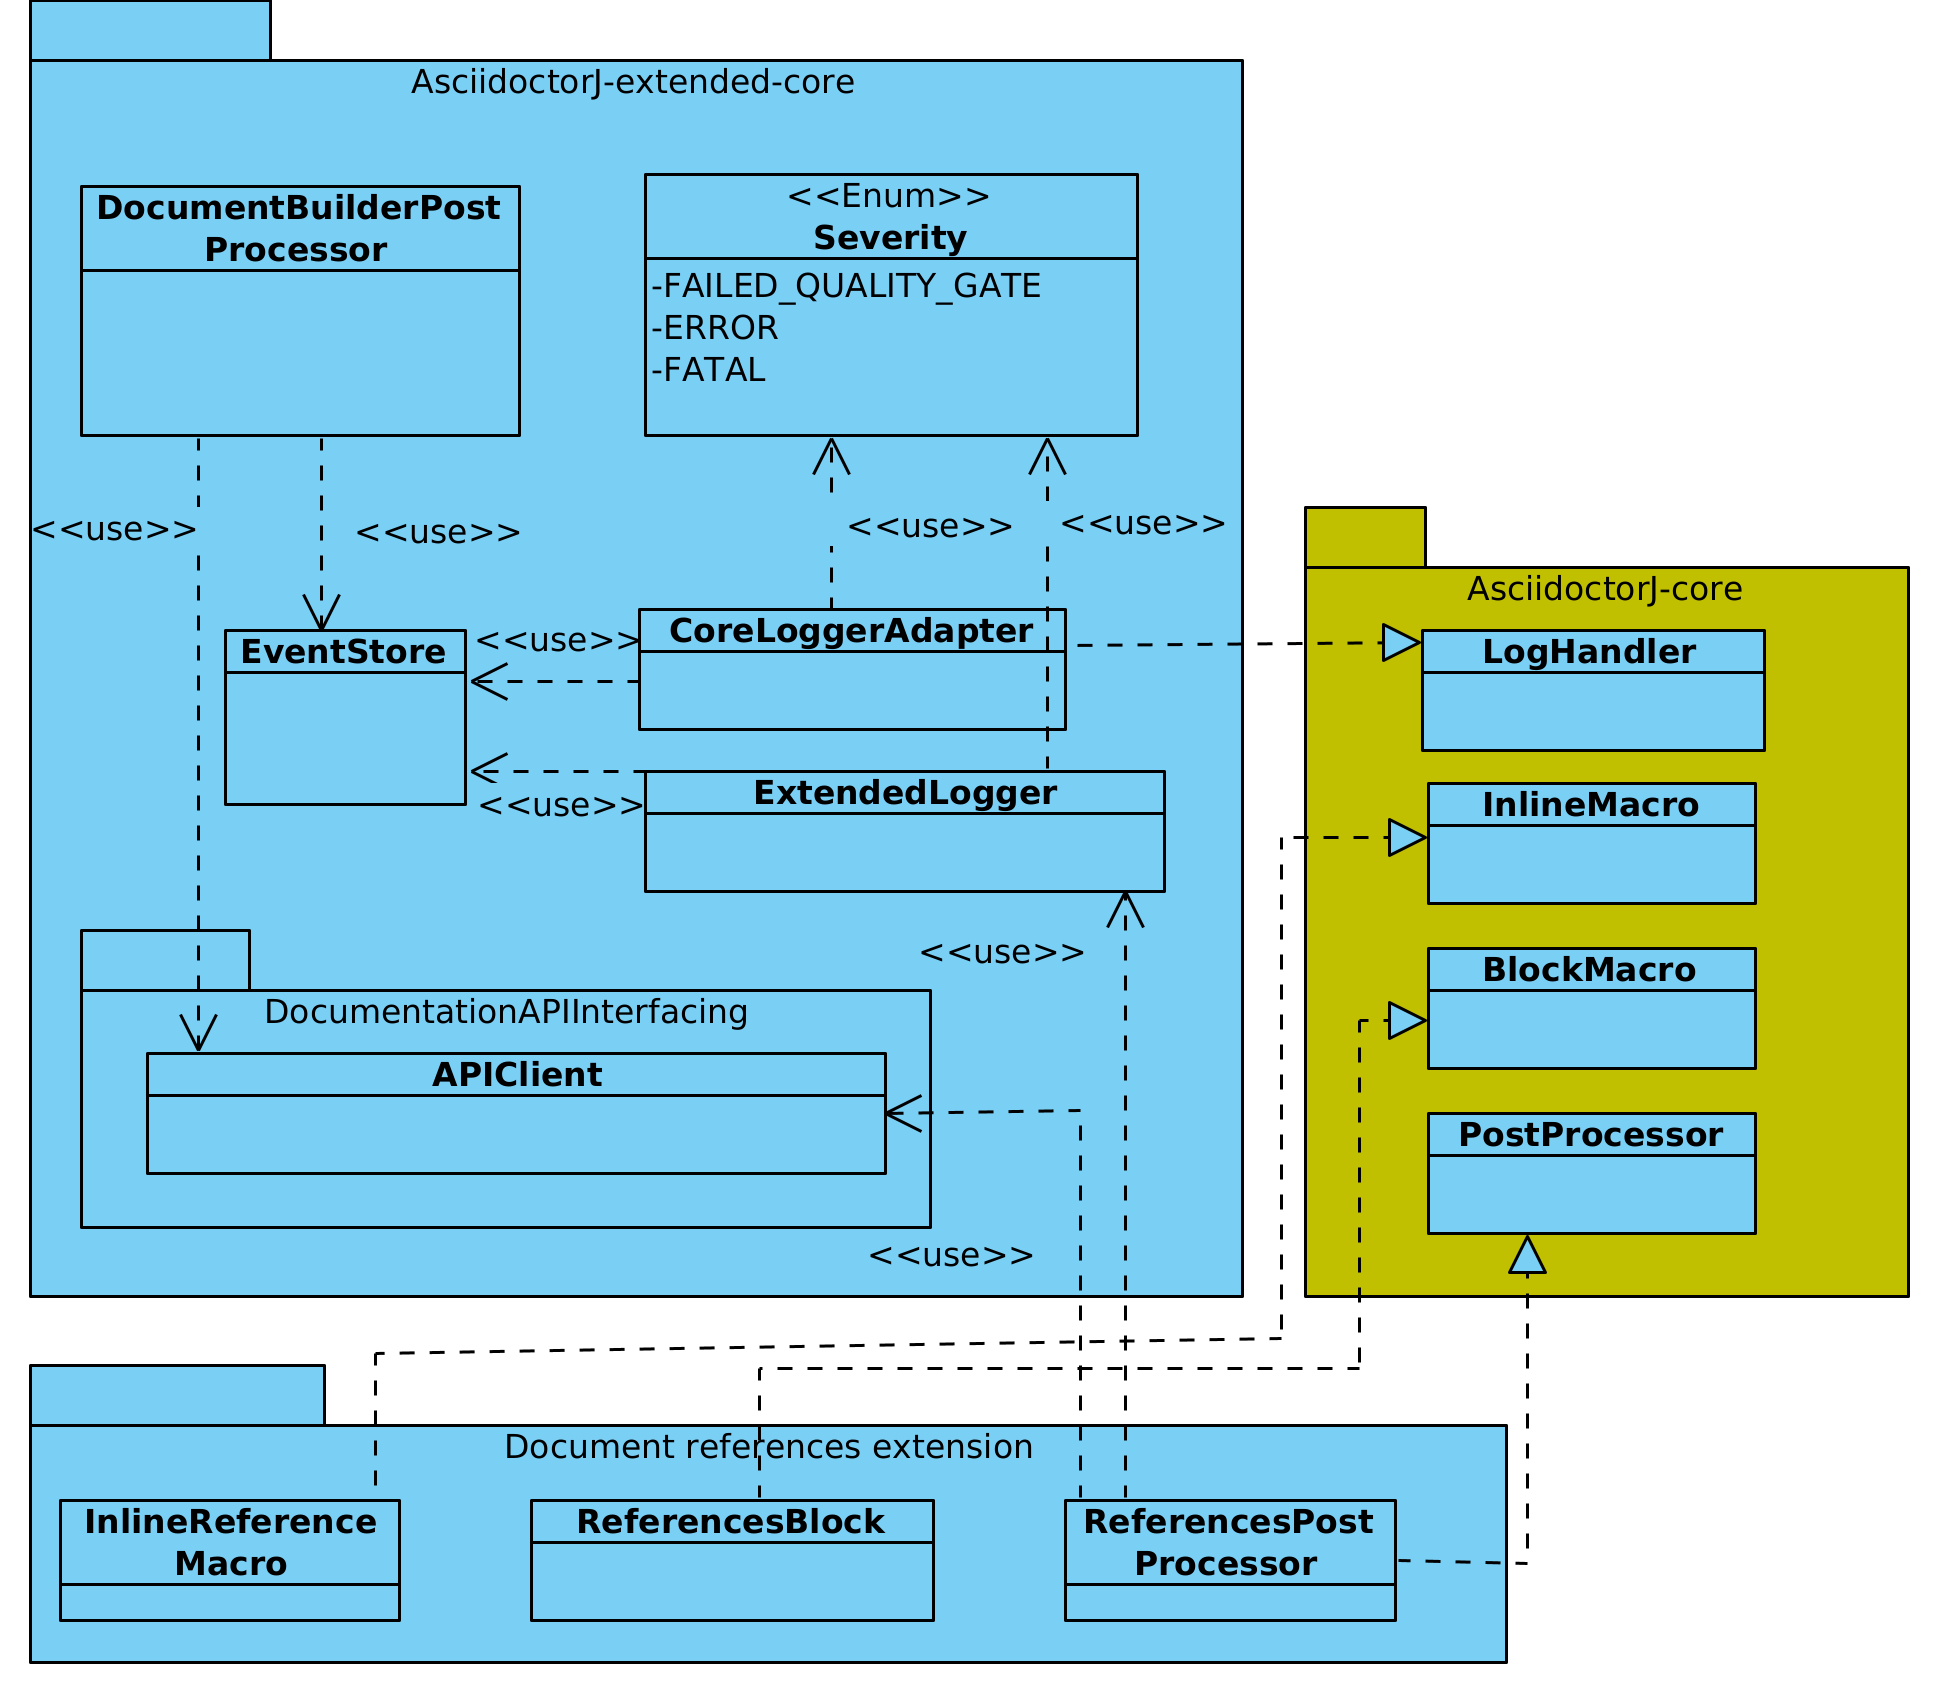 AsciidoctorJ-extended-core
DocumentBuilderPost
Processor
<<Enum>>
Severity
-FAILED_QUALITY_GATE
-ERROR
-FATAL
<<use>>
<<use>>
<<use>>
<<use>>
AsciidoctorJ-core
EventStore
<<use>>
CoreLoggerAdapter
LogHandler
<<use>>
ExtendedLogger
InlineMacro
<<use>>
BlockMacro
DocumentationAPIInterfacing
APIClient
PostProcessor
<<use>>
Document references extension
InlineReference
Macro
ReferencesBlock
ReferencesPost
Processor